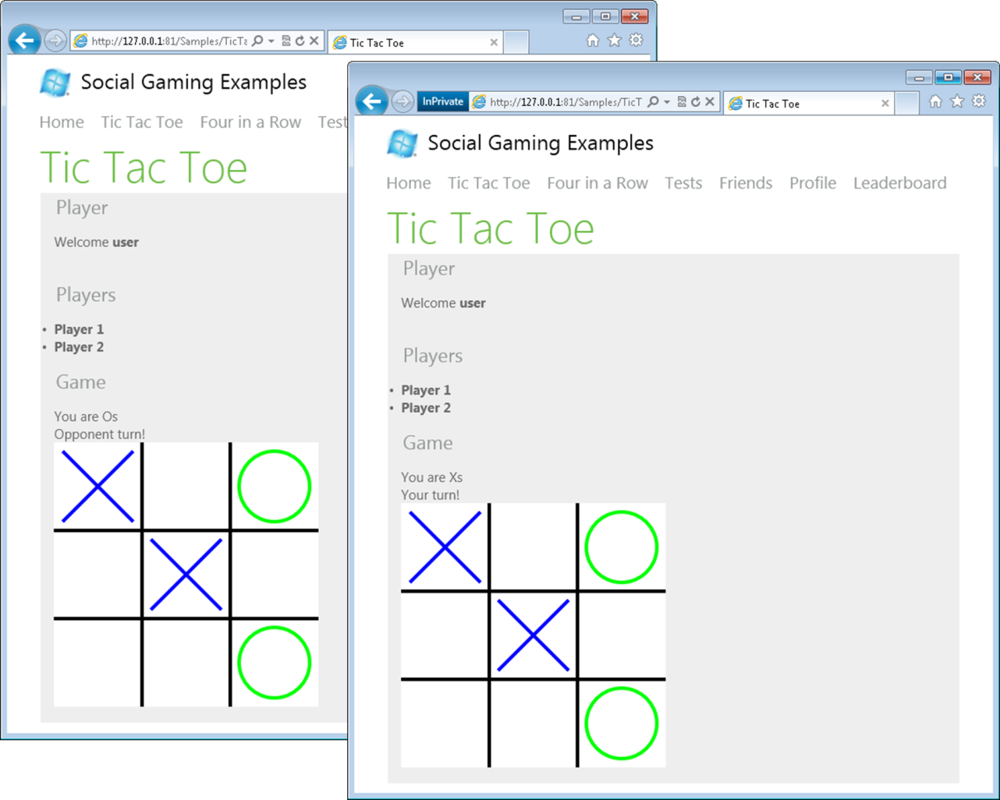 http://127.0.0.1:81/Samples/TicTa
Tic Tac Toe
Social Gaming Examples
Home Tic Tac Toe Four in a Row Test
Tic Tac Toe
Player
Welcome user
Players
• Player 1
• Player 2
Game
You are Os
Opponent turn!
InPrivate http://127.0.0.1:81/Samples/TicT
Tic Tac Toe
Social Gaming Examples
Home Tic Tac Toe Four in a Row Tests Friends Profile Leaderboard
Tic Tac Toe
Player
Welcome user
Players
• Player 1
• Player 2
Game
You are Xs
Your turn!